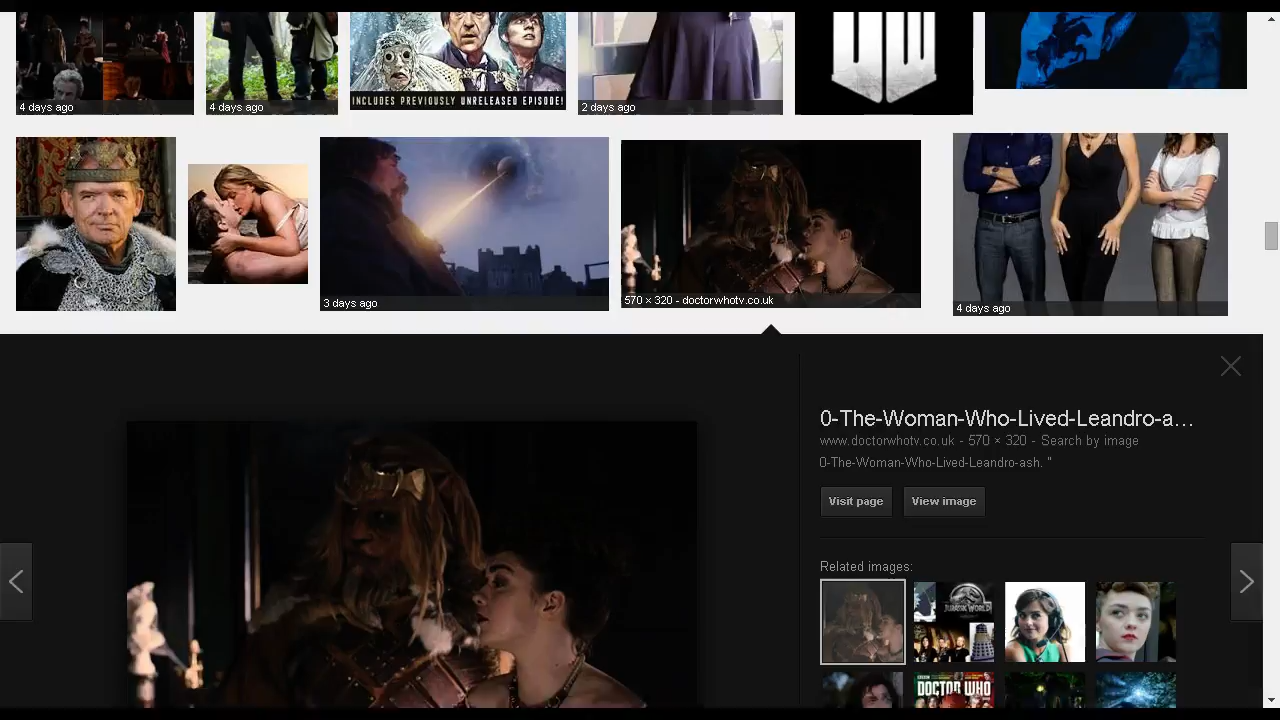 4 days ago
4 days ago
INCLUDES PREVIOUSLY UNRELEASED EPISODE!
2 days ago
DW
3 days ago
570 × 320 - doctorwhotv.co.uk
4 days ago
0-The-Woman-Who-Lived-Leandro-a...
www.doctorwhotv.co.uk - 570 × 320 - Search by image
0-The-Woman-Who-Lived-Leandro-ash. "
Visit page
View image
Related images:
JURASSIC WORLD
DOCTOR WHO